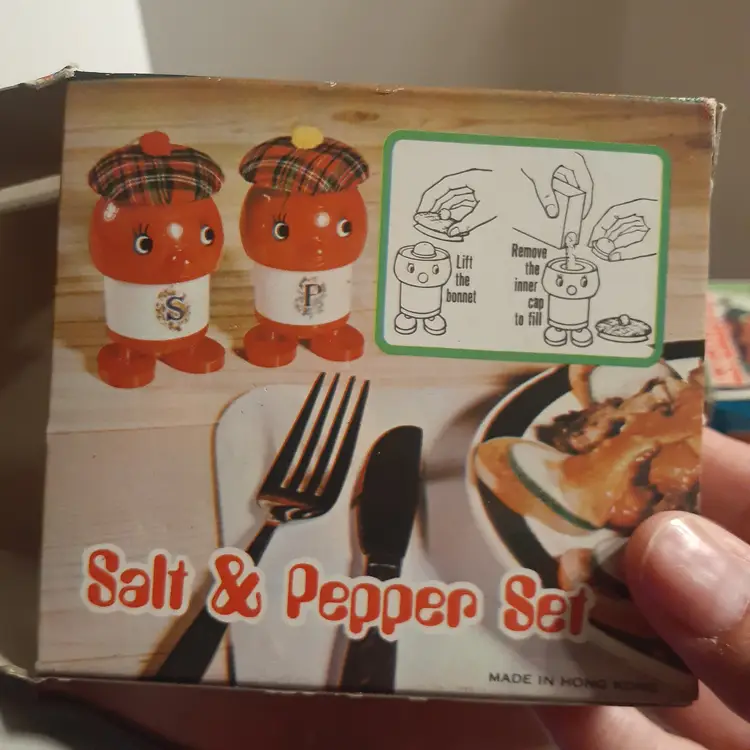 S
P
Lift
the
bonnet
Remove
the
inner
cap
to fill
Salt & Pepper Set
MADE IN HONG KONG